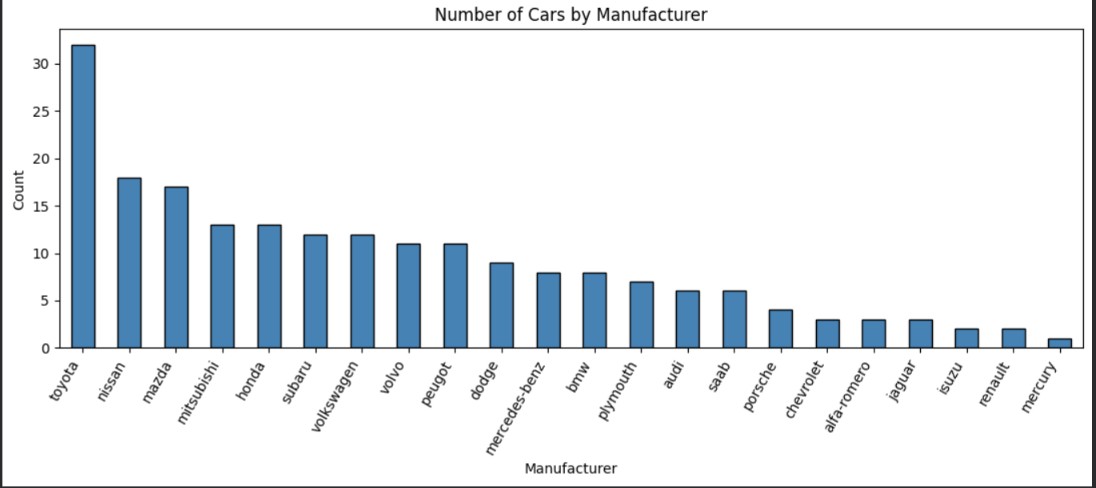 Number of Cars by Manufacturer
Count
30
25
20
15
10
5
0
toyota
nissan
mazda
mitsubishi
honda
subaru
volkswagen
volvo
peugot
dodge
mercedes-benz
bmw
plymouth
audi
saab
porsche
chevrolet
alfa-romero
jaguar
isuzu
renault
mercury
Manufacturer